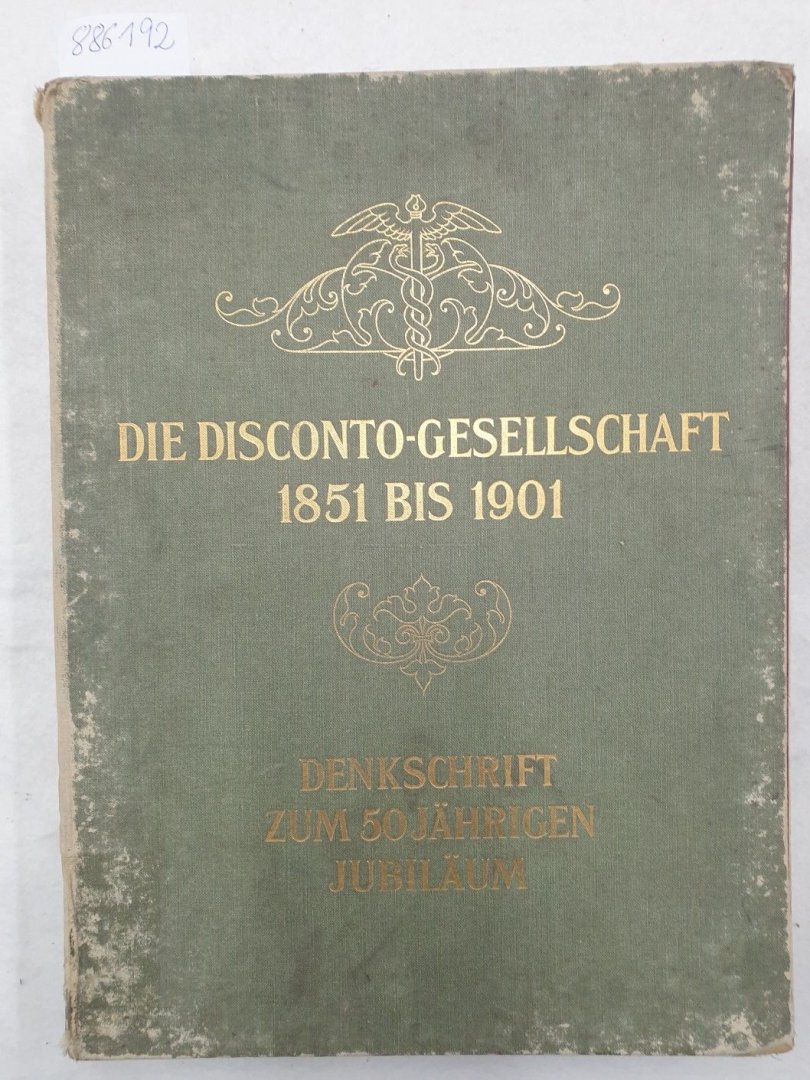 886192
DIE DISCONTO-GESELLSCHAFT
1851 BIS 1901
DENKSCHRIFT
ZUM 50JÄHRIGEN
JUBILÄUM